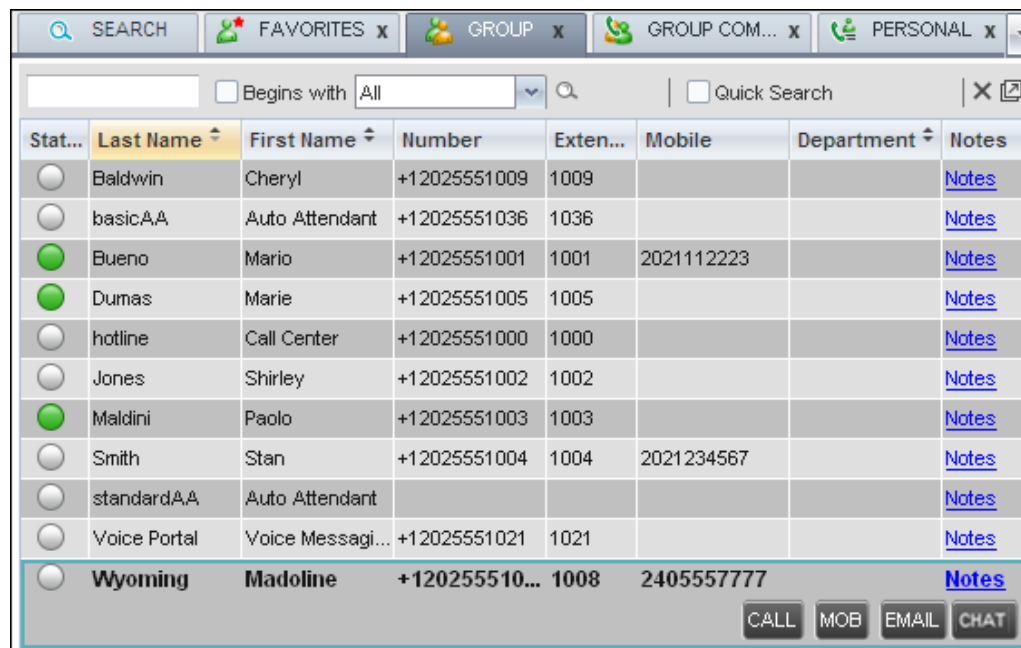 SEARCH FAVORITES x GROUP x GROUP COM... x PERSONAL x
Begins with All Quick Search
Stat... Last Name First Name Number Exten... Mobile Department Notes
Baldwin Cheryl +12025551009 1009 Notes
basicAA Auto Attendant +12025551036 1036 Notes
Bueno Mario +12025551001 1001 2021112223 Notes
Dumas Marie +12025551005 1005 Notes
hotline Call Center +12025551000 1000 Notes
Jones Shirley +12025551002 1002 Notes
Maldini Paolo +12025551003 1003 Notes
Smith Stan +12025551004 1004 2021234567 Notes
standardAA Auto Attendant Notes
Voice Portal Voice Messagi... +12025551021 1021 Notes
Wyoming Madoline +120255510... 1008 2405557777 Notes
CALL MOB EMAIL CHAT